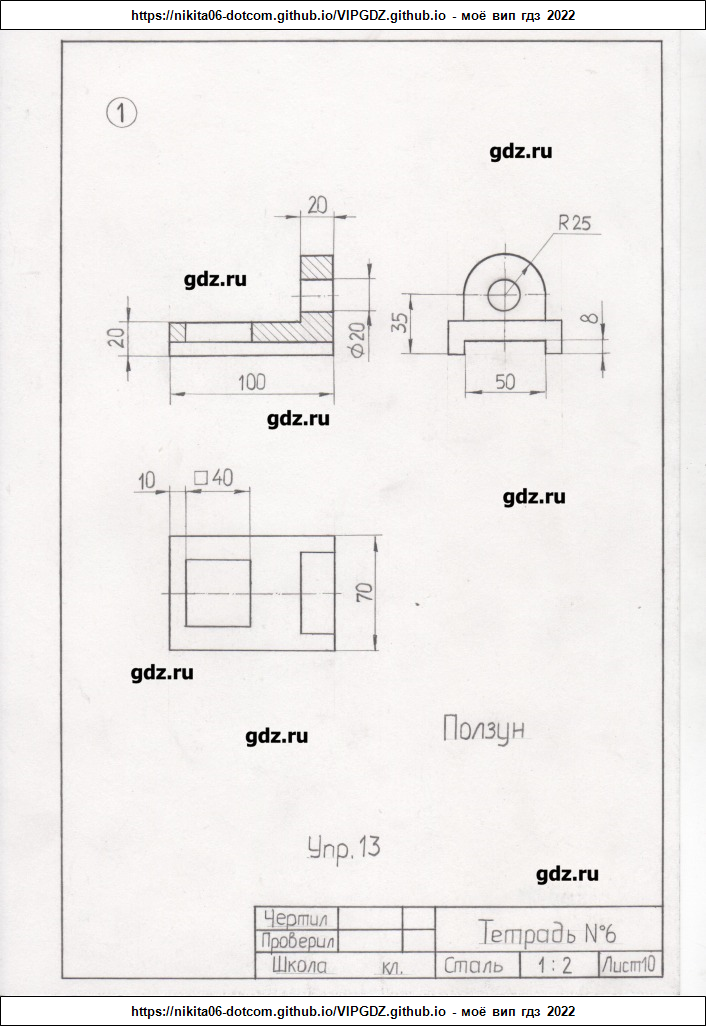 https://nikita06-dotcom.github.io/VIPGDZ.github.io - моё вип гдз 2022
1
gdz.ru
20
R25
gdz.ru
20
⌀20
35
8
100
50
gdz.ru
10
□40
gdz.ru
70
gdz.ru
Ползун
gdz.ru
Упр. 13
gdz.ru
Чертил
Проверил
Тетрадь №6
Школа кл. Сталь 1:2 Лист10
https://nikita06-dotcom.github.io/VIPGDZ.github.io - моё вип гдз 2022